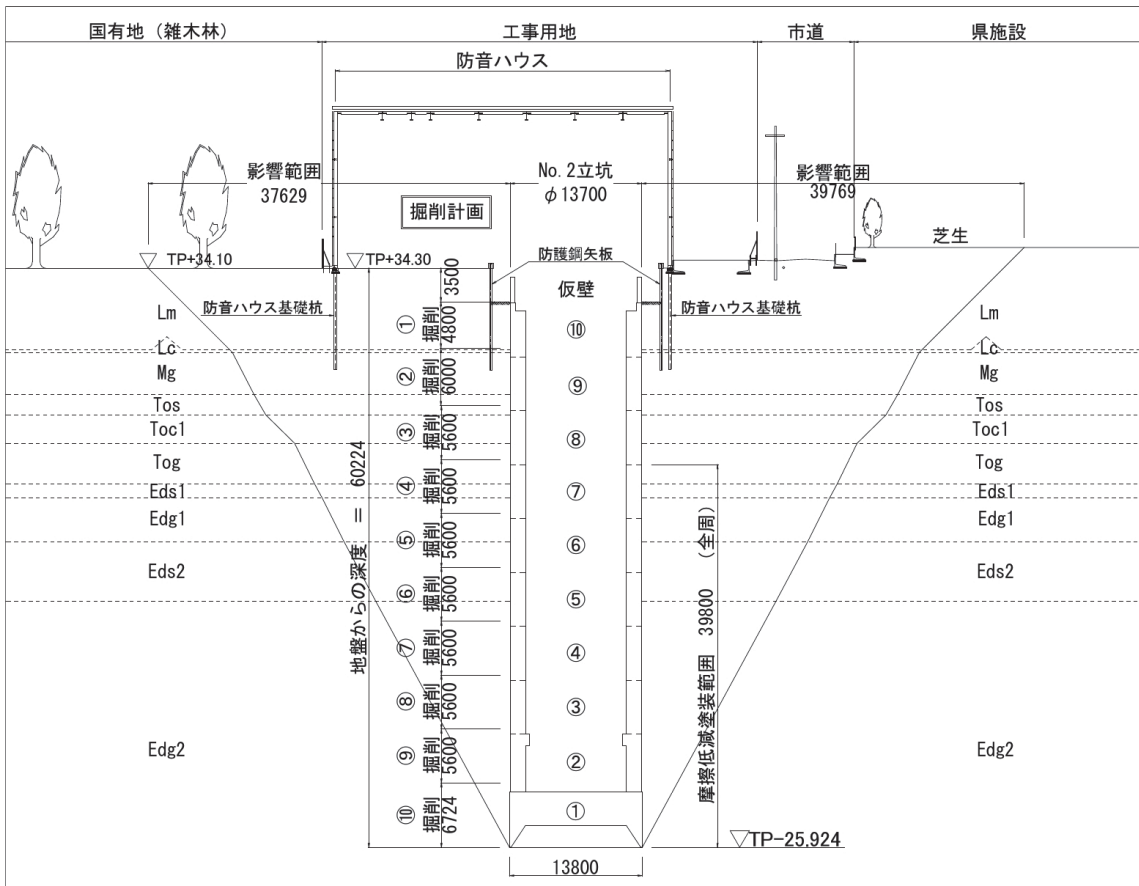 国有地（雑木林）
工事用地
市道
県施設
防音ハウス
影響範囲
37629
No. 2立坑
φ13700
影響範囲
39769
掘削計画
芝生
TP+34.10
TP+34.30
防護鋼矢板
3500
仮壁
防音ハウス基礎杭
防音ハウス基礎杭
Lm
① 掘削 4800
⑩
Lm
Lc
Lc
Mg
② 掘削 6000
⑨
Mg
Tos
Tos
Toc1
③ 掘削 5600
⑧
Toc1
Tog
Tog
④ 掘削 5600
⑦
Eds1
Eds1
Edg1
Edg1
⑤ 掘削 5600
⑥
Eds2
Eds2
⑥ 掘削 5600
⑤
地盤からの深度 ＝ 60224
⑦ 掘削 5600
④
摩擦低減塗装範囲 39800 （全周）
⑧ 掘削 5600
③
Edg2
⑨ 掘削 5600
②
Edg2
⑩ 掘削 6724
①
TP-25.924
13800